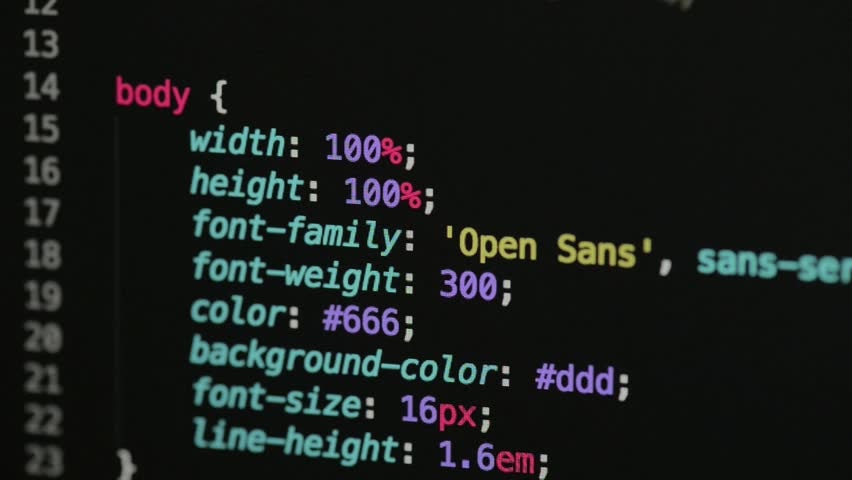 12
13
14 body {
15 width: 100%;
16 height: 100%;
17 font-family: 'Open Sans', sans-ser
18 font-weight: 300;
19 color: #666;
20 background-color: #ddd;
21 font-size: 16px;
22 line-height: 1.6em;
23 }